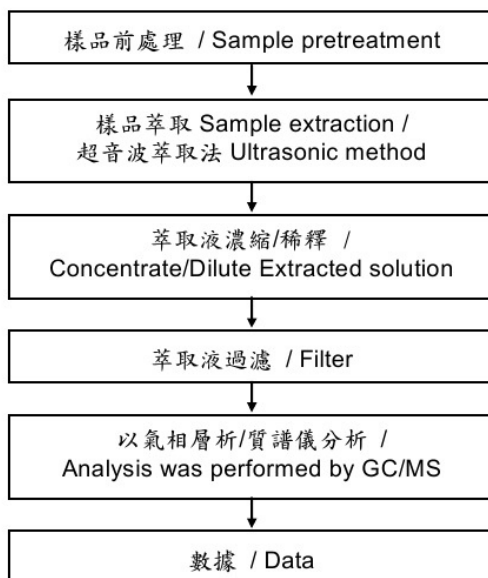 樣品前處理 / Sample pretreatment
樣品萃取 Sample extraction /
超音波萃取法 Ultrasonic method
萃取液濃縮/稀釋 /
Concentrate/Dilute Extracted solution
萃取液過濾 / Filter
以氣相層析/質譜儀分析 /
Analysis was performed by GC/MS
數據 / Data